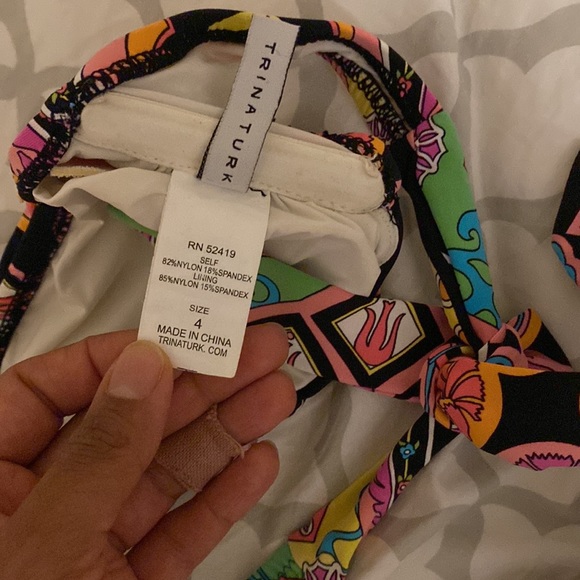 TRINATURK
RN 52419
SELF
82%NYLON 18%SPANDEX
LINING
85%NYLON 15%SPANDEX
SIZE
4
MADE IN CHINA
TRINATURK. COM